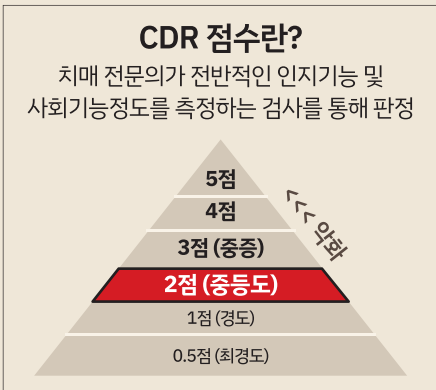 CDR 점수란?
치매 전문의가 전반적인 인지기능 및
사회기능정도를 측정하는 검사를 통해 판정
5점
4점
3점 (중증)
2점 (중등도)
1점 (경도)
0.5점 (최경도)
악화